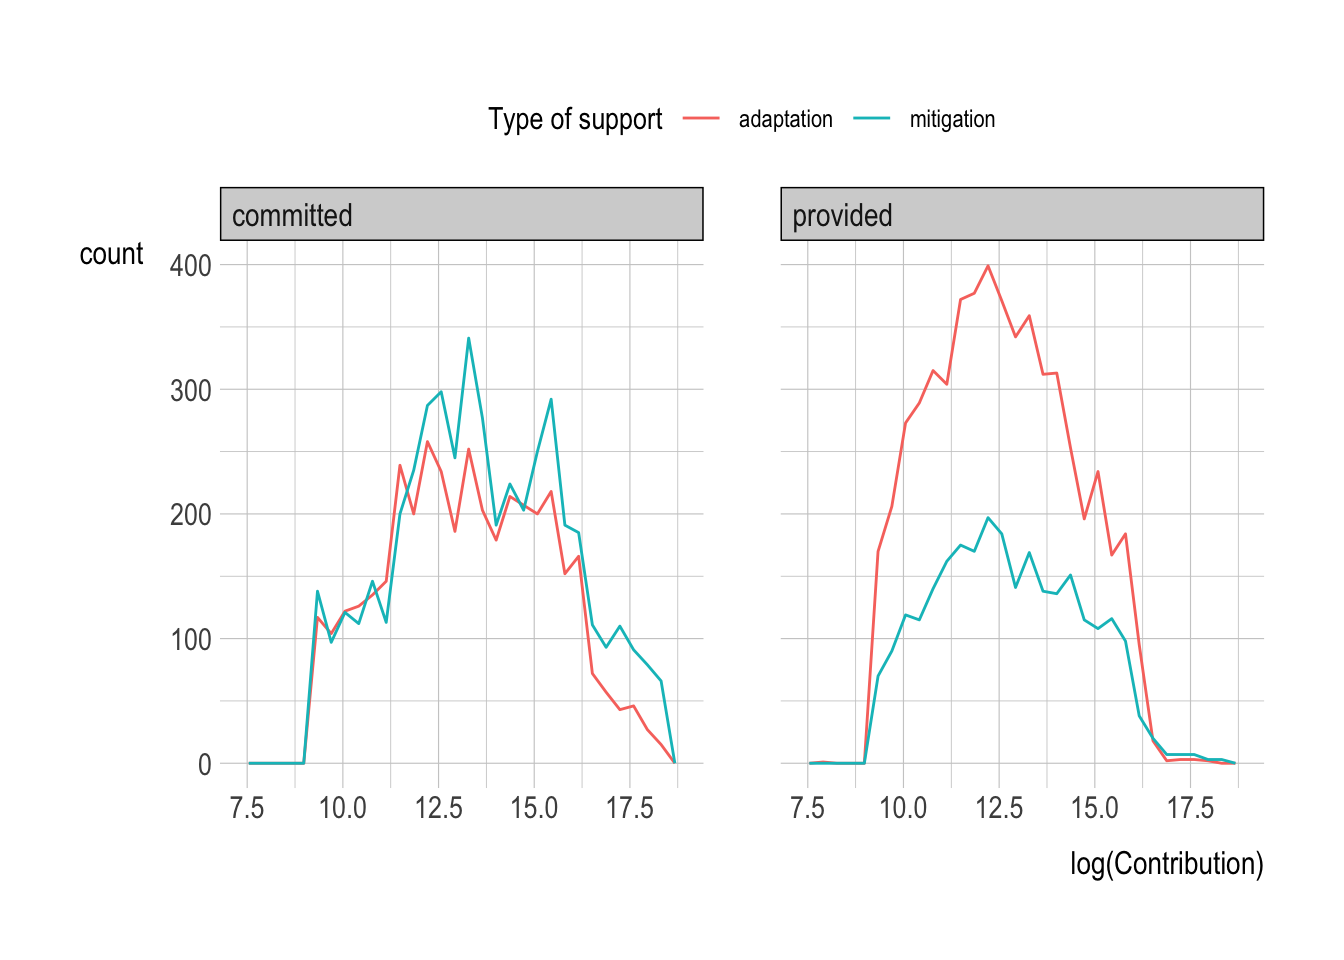 Type of support adaptation mitigation
committed provided
count
400
300
200
100
0
7.5 10.0 12.5 15.0 17.5 7.5 10.0 12.5 15.0 17.5
log(Contribution)